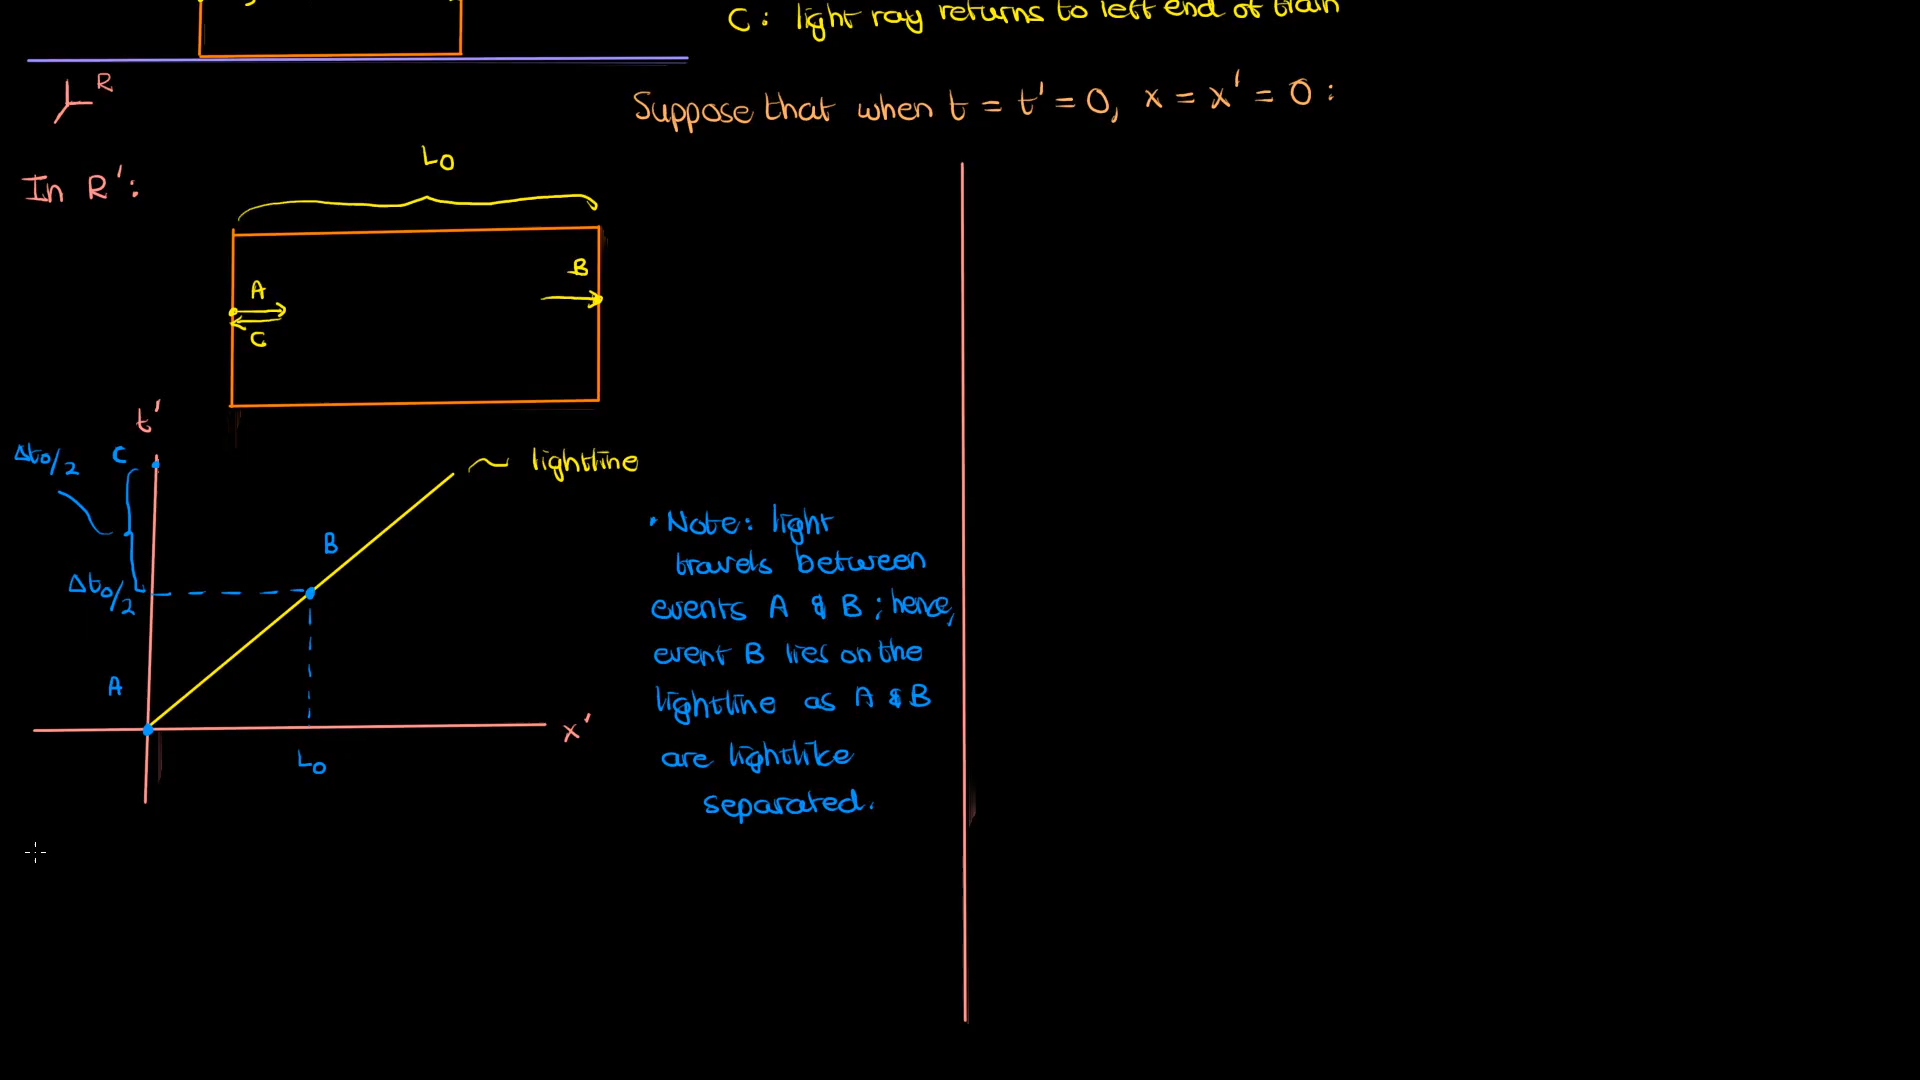 C: light ray returns to left end of train
R
Suppose that when t = t' = 0, x = x' = 0 :
In R':
L₀
A
B
C
t'
Δt₀/2
C
lightline
B
Δt₀/2
A
x'
L₀
• Note: light
travels between
events A & B ; hence,
event B lies on the
lightline as A & B
are lightlike
separated.